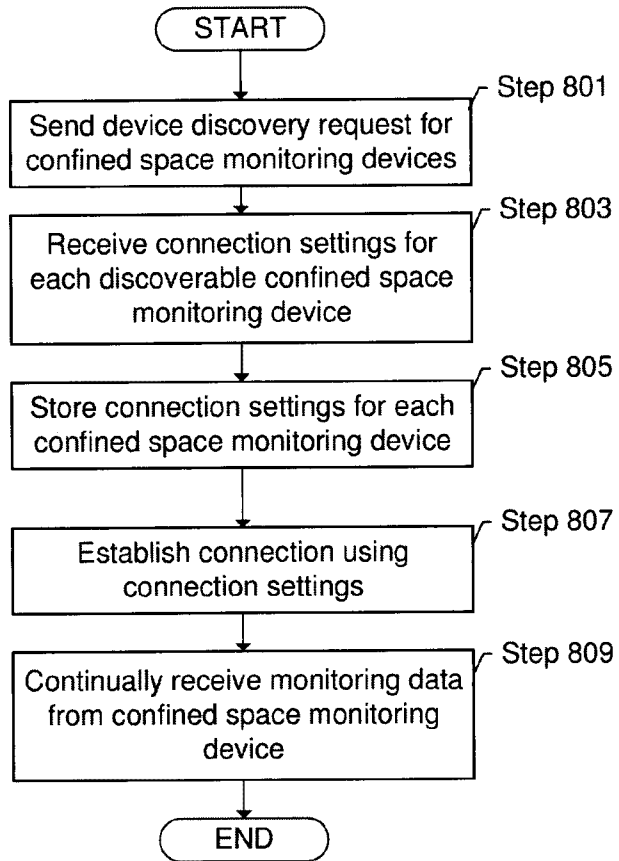 START
Step 801
Send device discovery request for
confined space monitoring devices
Step 803
Receive connection settings for
each discoverable confined space
monitoring device
Step 805
Store connection settings for each
confined space monitoring device
Step 807
Establish connection using
connection settings
Step 809
Continually receive monitoring data
from confined space monitoring
device
END